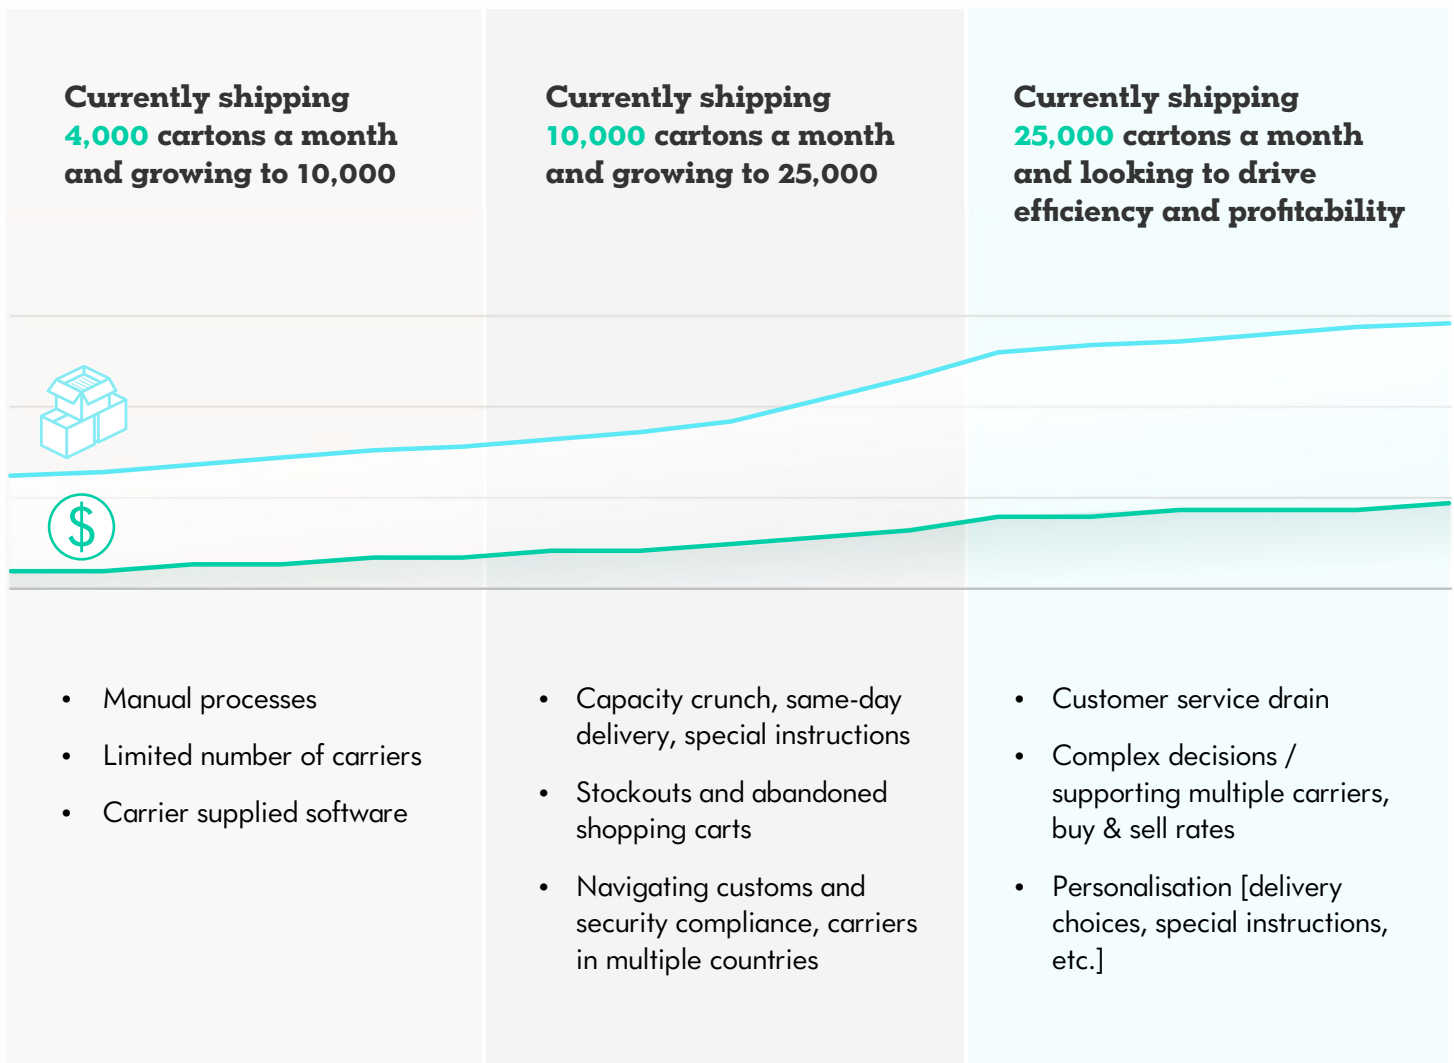 Currently shipping
4,000 cartons a month
and growing to 10,000
Currently shipping
10,000 cartons a month
and growing to 25,000
Currently shipping
25,000 cartons a month
and looking to drive
efficiency and profitability
$
• Manual processes
• Limited number of carriers
• Carrier supplied software
• Capacity crunch, same-day
delivery, special instructions
• Stockouts and abandoned
shopping carts
• Navigating customs and
security compliance, carriers
in multiple countries
• Customer service drain
• Complex decisions /
supporting multiple carriers,
buy & sell rates
• Personalisation [delivery
choices, special instructions,
etc.]